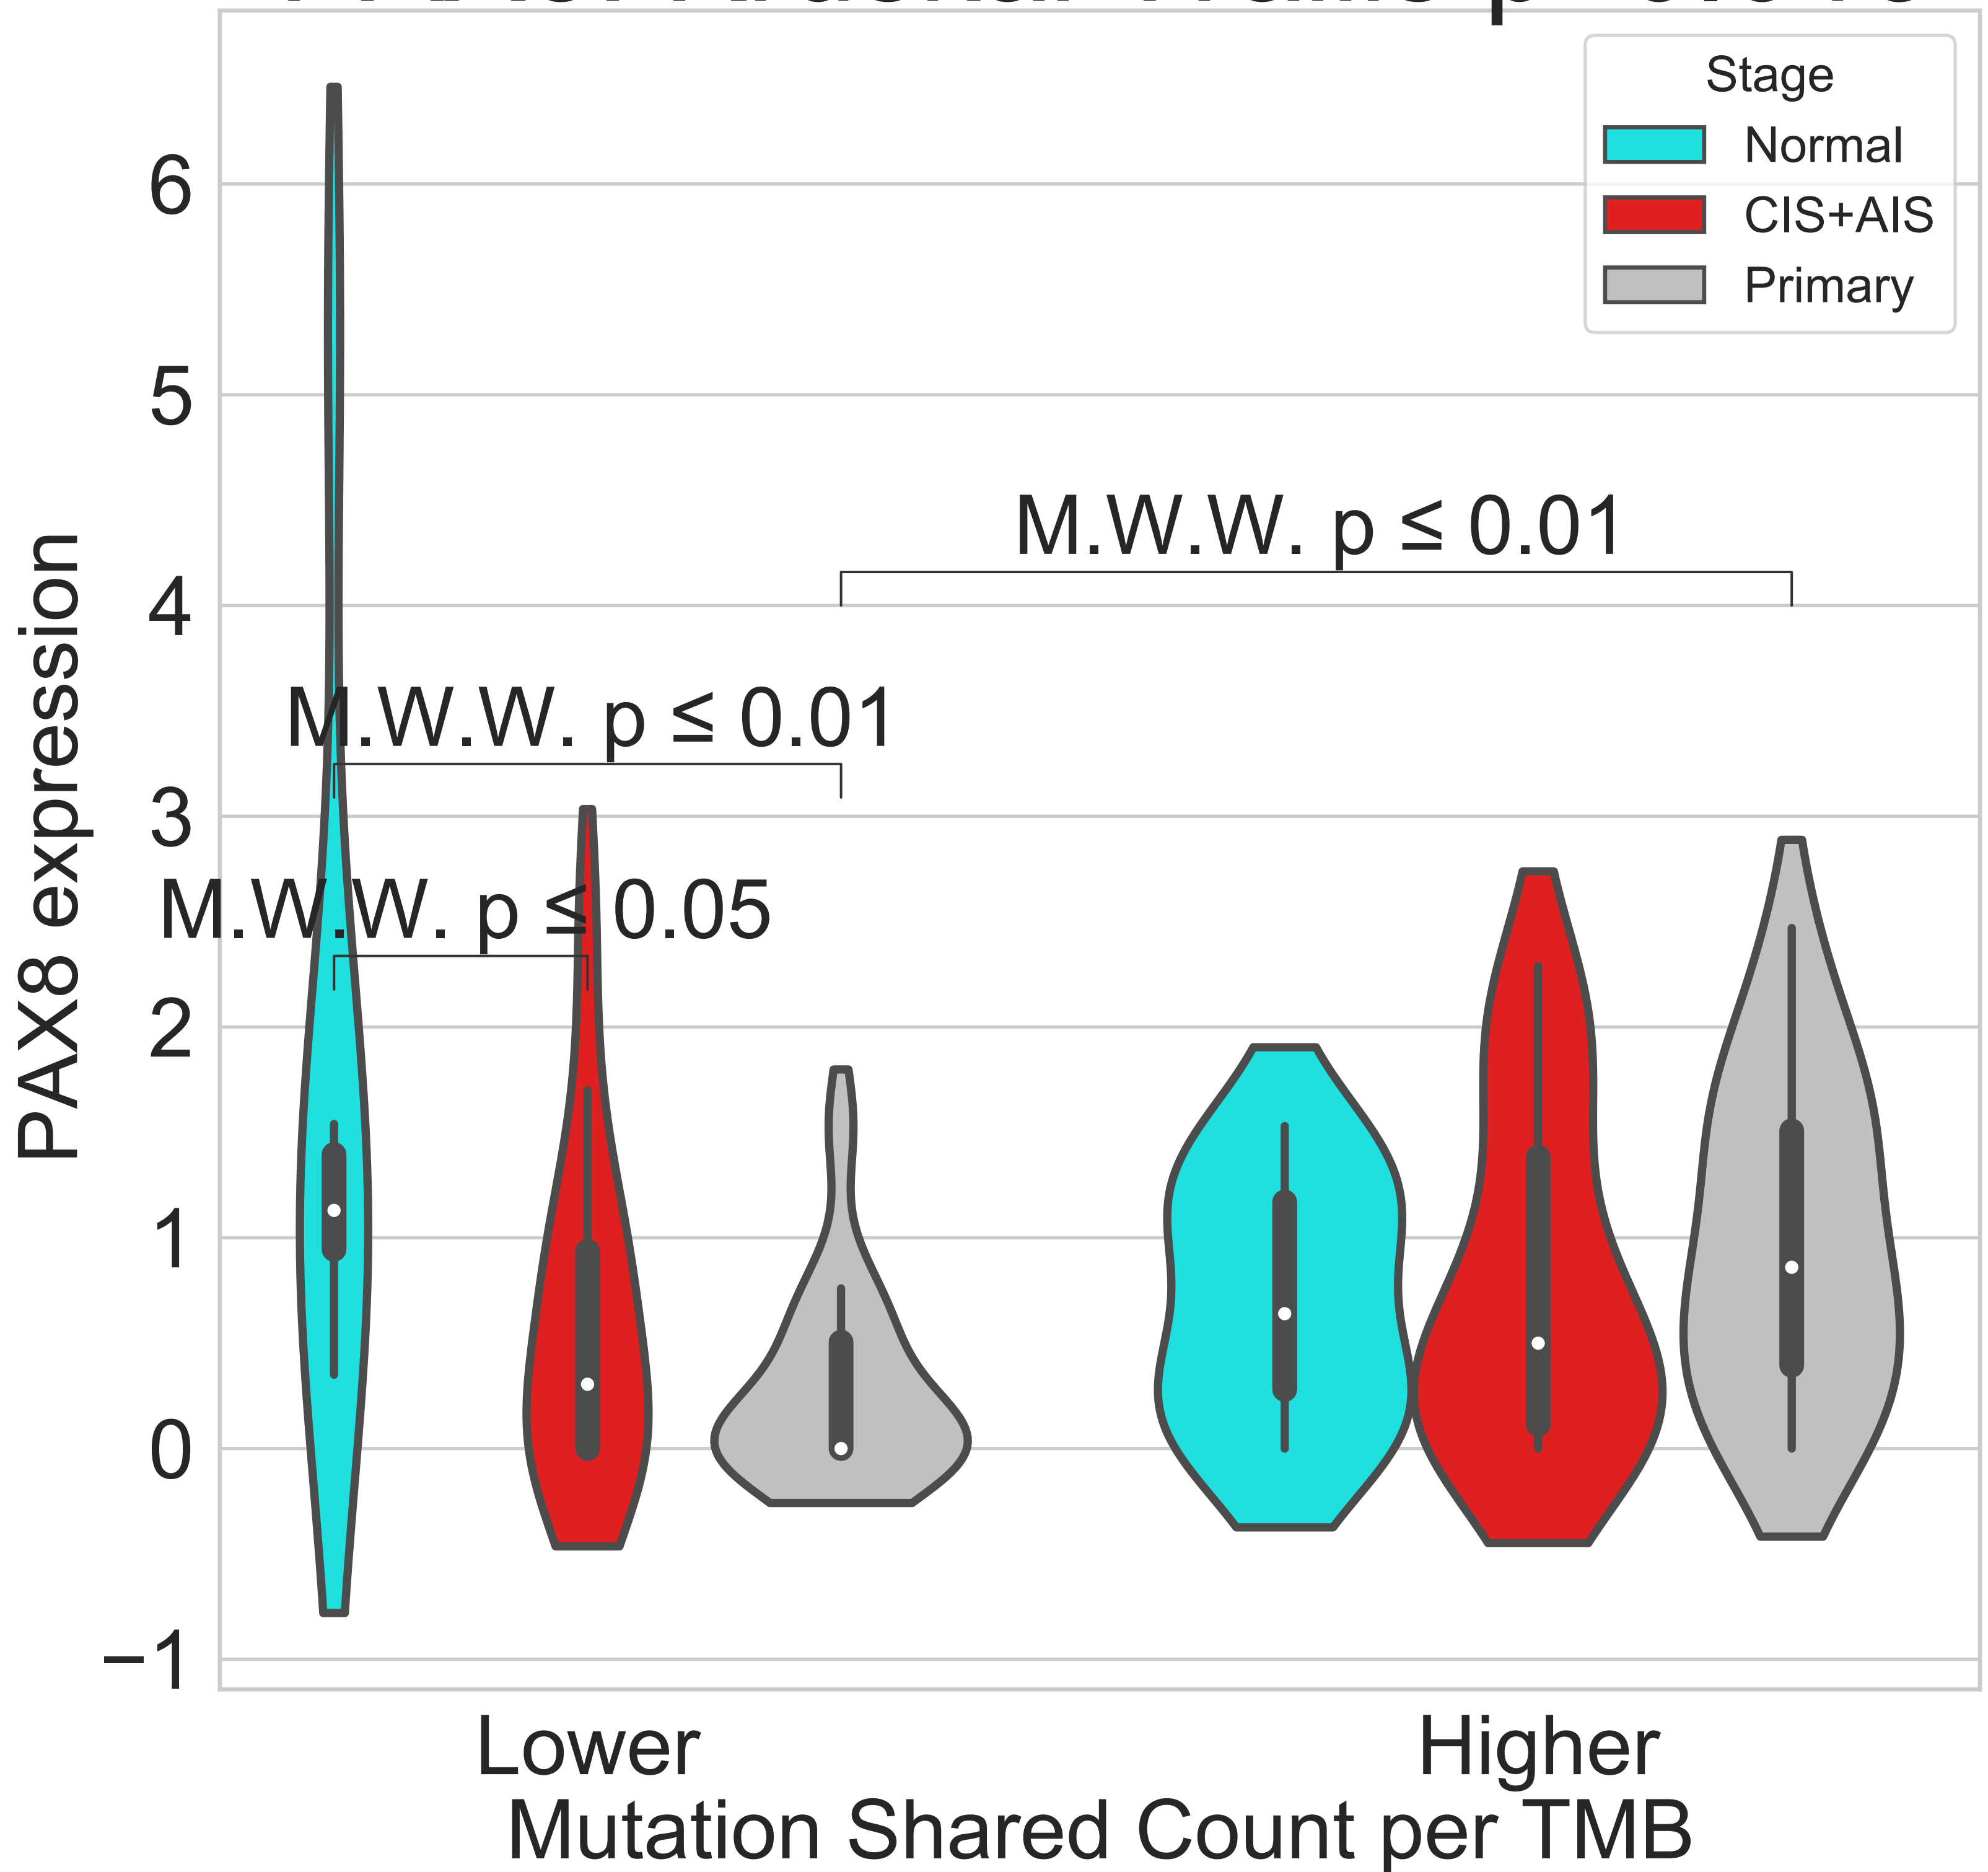 Stage
Normal
CIS+AIS
Primary
6
5
4
3
2
1
0
−1
PAX8 expression
M.W.W. p ≤ 0.01
M.W.W. p ≤ 0.01
M.W.W. p ≤ 0.05
Lower
Higher
Mutation Shared Count per TMB